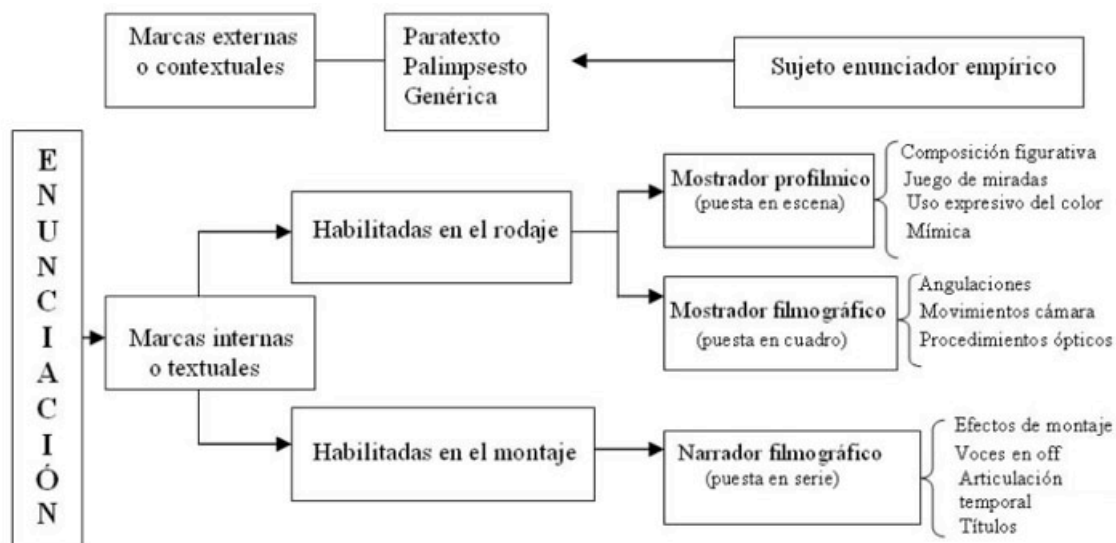 Marcas externas
o contextuales
Paratexto
Palimpsesto
Genérica
Sujeto enunciador empírico
ENUNCIACIÓN
Marcas internas
o textuales
Habilitadas en el rodaje
Mostrador profílmico
(puesta en escena)
Composición figurativa
Juego de miradas
Uso expresivo del color
Mímica
Mostrador filmográfico
(puesta en cuadro)
Angulaciones
Movimientos cámara
Procedimientos ópticos
Habilitadas en el montaje
Narrador filmográfico
(puesta en serie)
Efectos de montaje
Voces en off
Articulación
temporal
Títulos